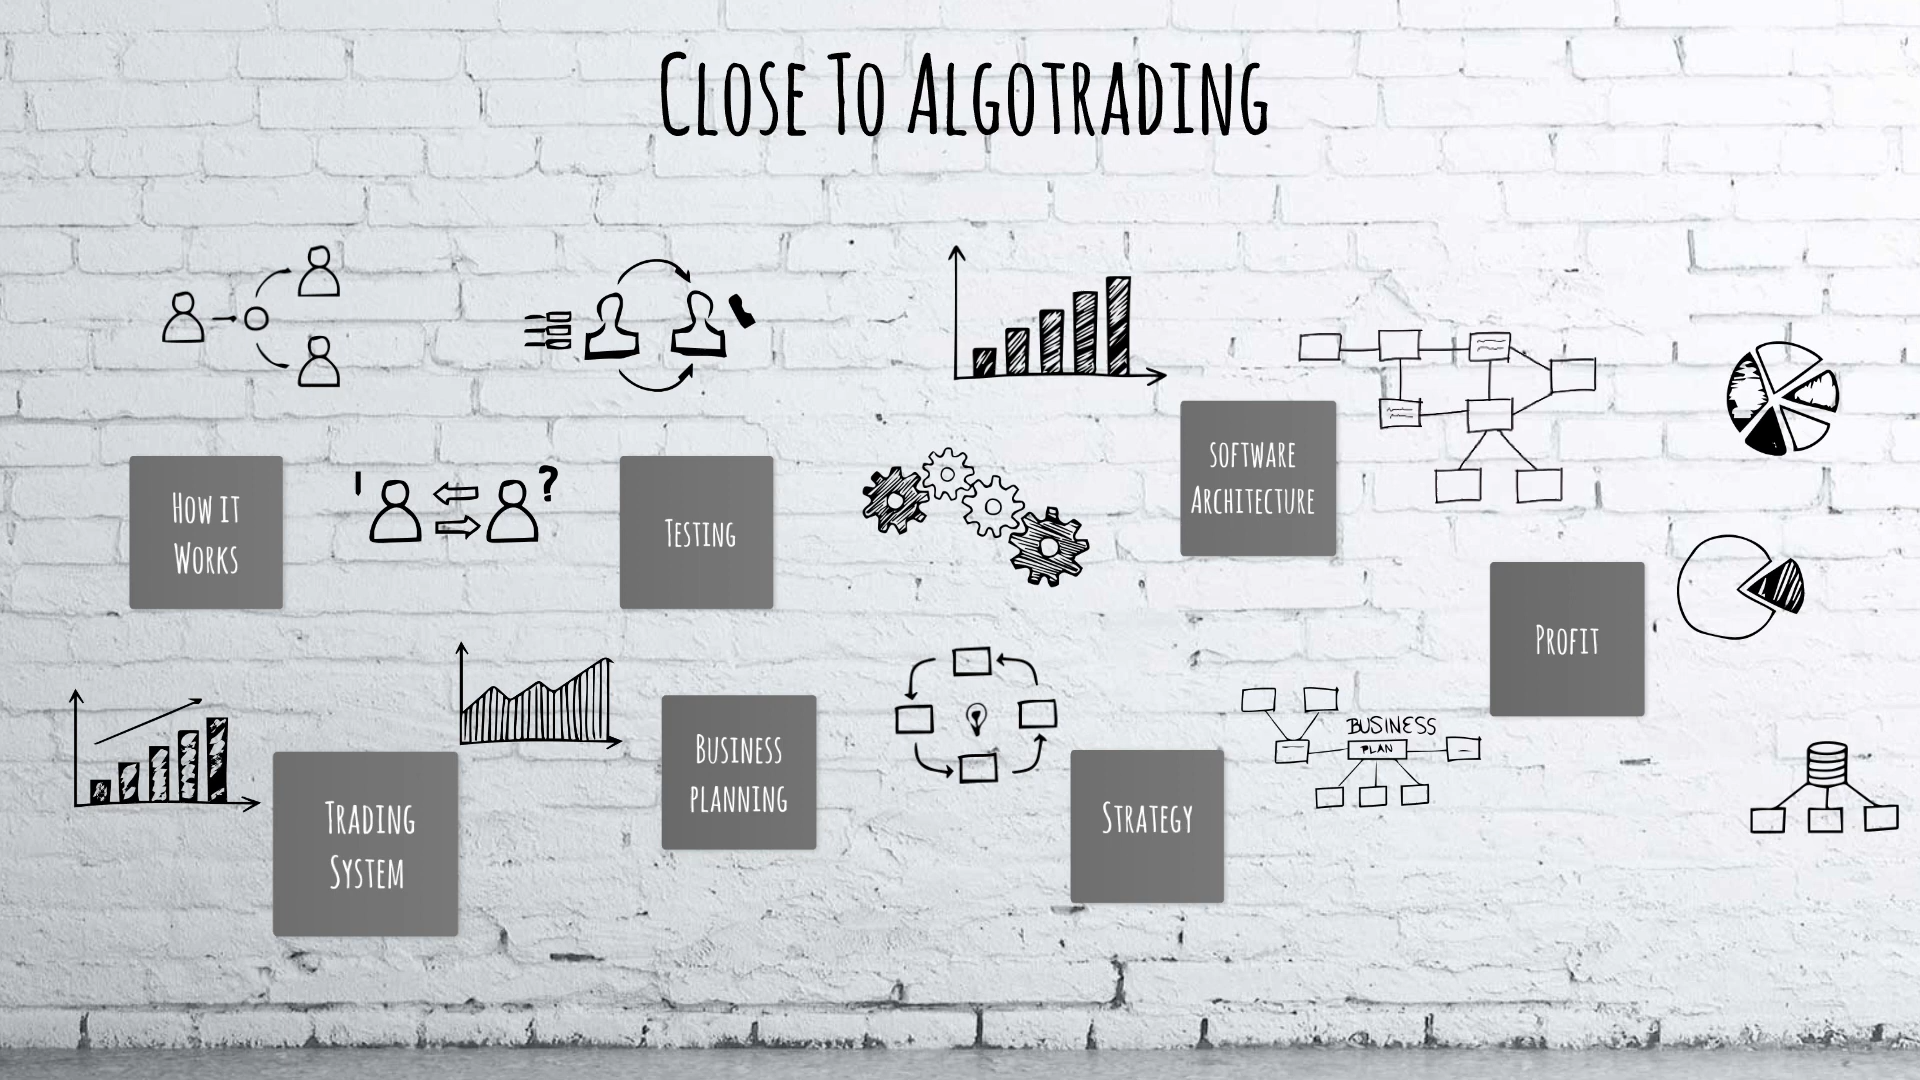 Close To Algotrading
How it
Works
! ?
Testing
software
Architecture
Profit
Trading
System
Business
planning
Strategy
BUSINESS
PLAN